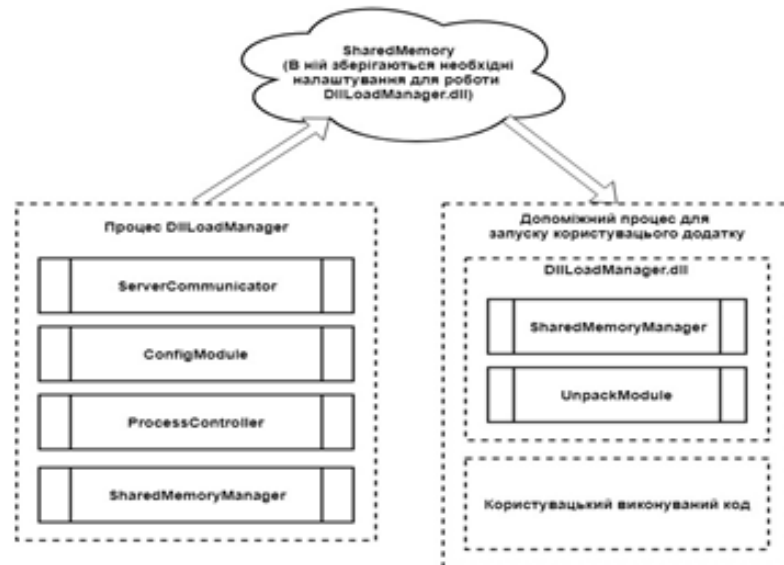 SharedMemory
(В ній зберігаються необхідні
налаштування для роботи
DllLoadManager.dll)
Процес DllLoadManager
ServerCommunicator
ConfigModule
ProcessController
SharedMemoryManager
Допоміжний процес для
запуску користувацього додатку
DllLoadManager.dll
SharedMemoryManager
UnpackModule
Користувацький виконуваний код